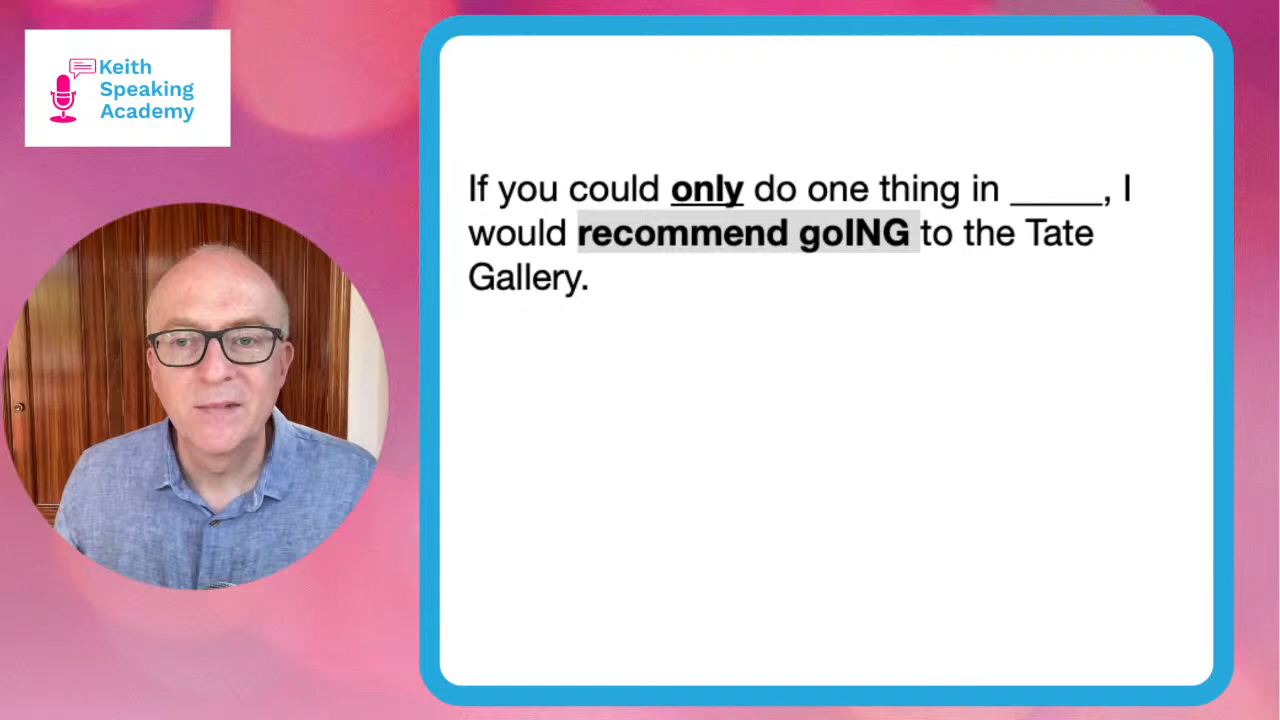 Keith
Speaking
Academy
If you could only do one thing in _____, I
would recommend goING to the Tate
Gallery.